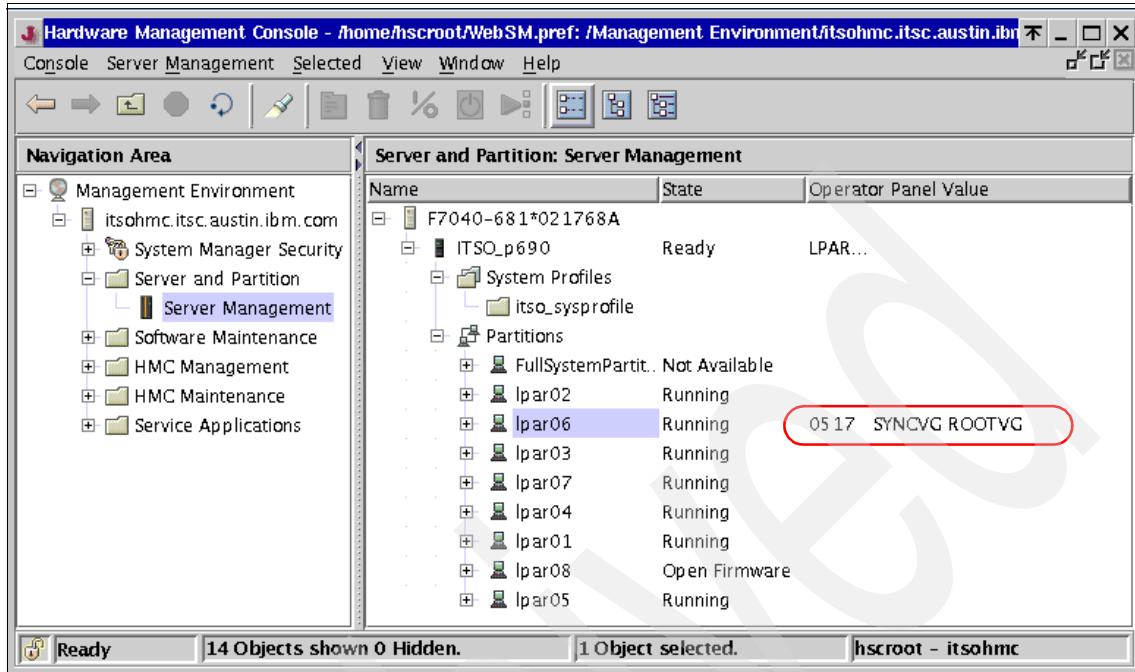 Hardware Management Console - /home/hscroot/WebSM.pref: /Management Environment/itsohmc.itsc.austin.ibm
Console Server Management Selected View Window Help
Navigation Area
Server and Partition: Server Management
Management Environment
itsohmc.itsc.austin.ibm.com
System Manager Security
Server and Partition
Server Management
Software Maintenance
HMC Management
HMC Maintenance
Service Applications
Name State Operator Panel Value
F7040-681*021768A
ITSO_p690 Ready LPAR...
System Profiles
itso_sysprofile
Partitions
FullSystemPartit.. Not Available
lpar02 Running
lpar06 Running 0517 SYNCVG ROOTVG
lpar03 Running
lpar07 Running
lpar04 Running
lpar01 Running
lpar08 Open Firmware
lpar05 Running
Ready 14 Objects shown 0 Hidden. 1 Object selected. hscroot - itsohmc